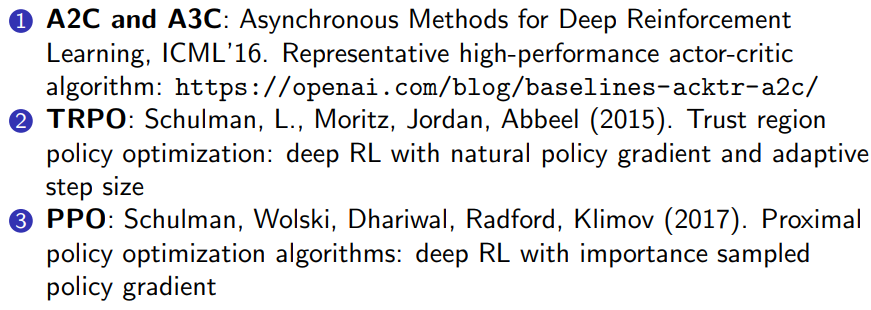 1 A2C and A3C: Asynchronous Methods for Deep Reinforcement
Learning, ICML'16. Representative high-performance actor-critic
algorithm: https://openai.com/blog/baselines-acktr-a2c/
2 TRPO: Schulman, L., Moritz, Jordan, Abbeel (2015). Trust region
policy optimization: deep RL with natural policy gradient and adaptive
step size
3 PPO: Schulman, Wolski, Dhariwal, Radford, Klimov (2017). Proximal
policy optimization algorithms: deep RL with importance sampled
policy gradient